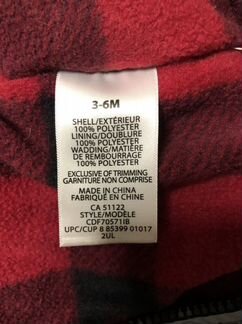 3-6M
SHELL/EXTÉRIEUR
100% POLYESTER
LINING/DOUBLURE
100% POLYESTER
WADDING/MATIÈRE
DE REMBOURRAGE
100% POLYESTER
EXCLUSIVE OF TRIMMING
GARNITURE NON COMPRISE
MADE IN CHINA
FABRIQUÉ EN CHINE
CA 51122
STYLE/MODÈLE
CDF70571IB
UPC/CUP 8 85399 01017
2UL